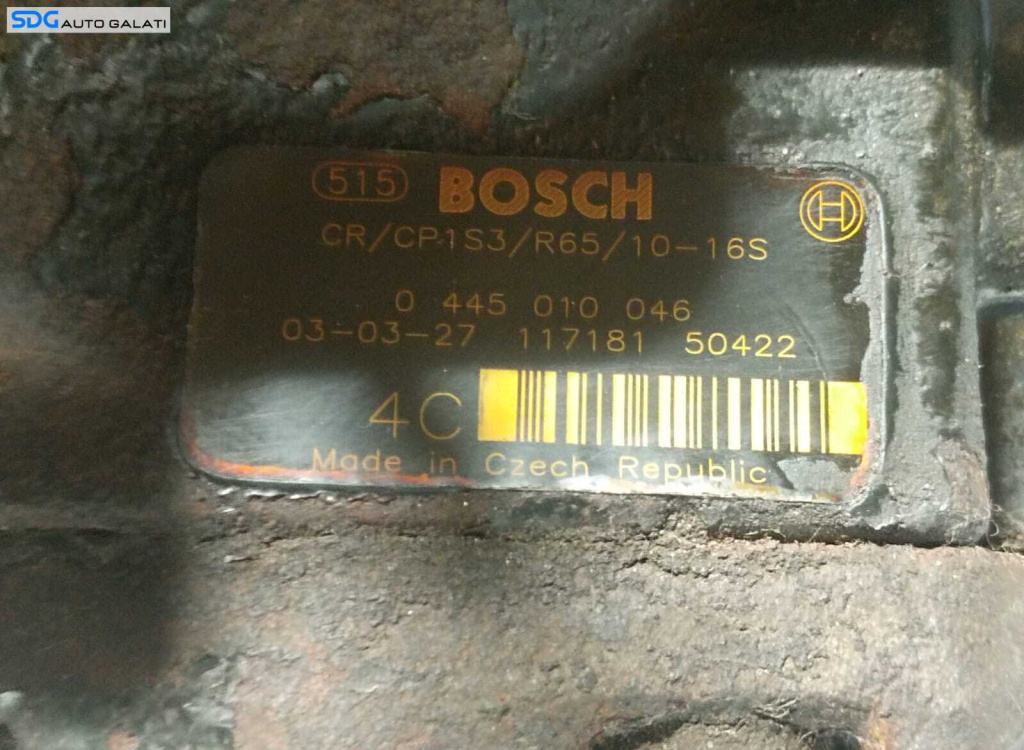 SDG AUTO GALATI
515 BOSCH
CR/CP1S3/R65/10-16S
0 445 010 046
03-03-27 117181 50422
4C
Made in Czech Republic